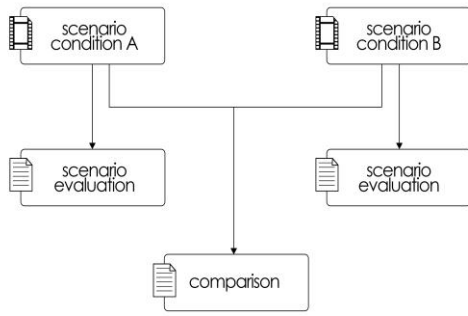 scenario
condition A
scenario
condition B
scenario
evaluation
scenario
evaluation
comparison